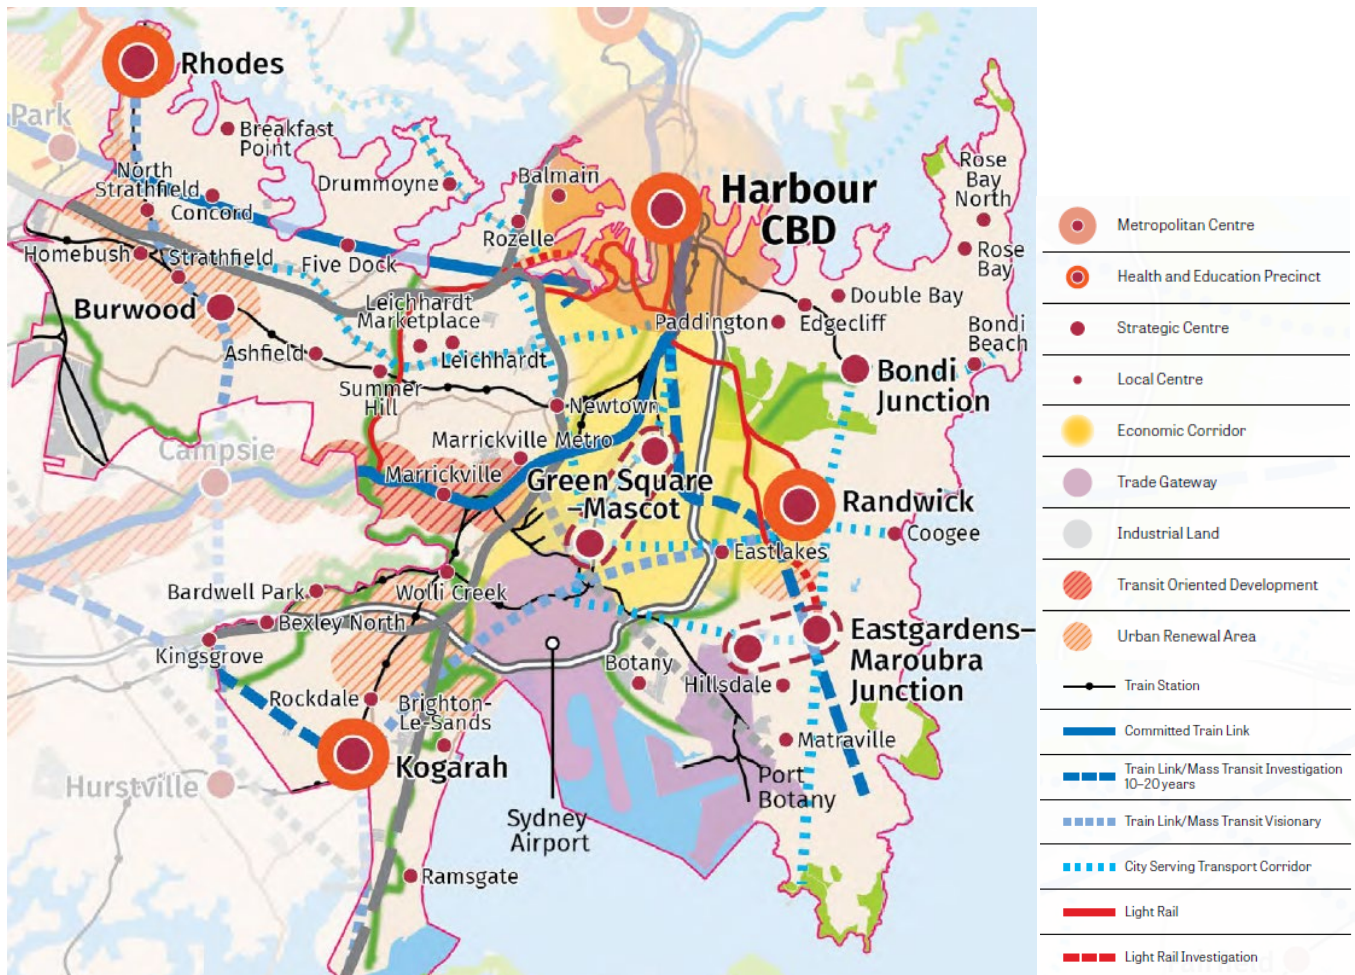 Rhodes
Park
Breakfast
Point
North
Strathfield
Drummoyne
Balmain
Concord
Rozelle
Harbour
CBD
Rose
Bay
North
Rose
Bay
Homebush
Strathfield
Five Dock
Burwood
Leichhardt
Marketplace
Leichhardt
Ashfield
Summer
Hill
Paddington
Edgecliff
Double Bay
Bondi
Beach
Bondi
Junction
Newtown
Campsie
Marrickville Metro
Marrickville
Green Square
–Mascot
Randwick
Coogee
Eastlakes
Bardwell Park
Wolli Creek
Bexley North
Kingsgrove
Eastgardens–
Maroubra
Junction
Botany
Hillsdale
Rockdale
Brighton-
Le-Sands
Matraville
Kogarah
Hurstville
Port
Botany
Sydney
Airport
Ramsgate
Metropolitan Centre
Health and Education Precinct
Strategic Centre
Local Centre
Economic Corridor
Trade Gateway
Industrial Land
Transit Oriented Development
Urban Renewal Area
Train Station
Committed Train Link
Train Link/Mass Transit Investigation
10–20 years
Train Link/Mass Transit Visionary
City Serving Transport Corridor
Light Rail
Light Rail Investigation